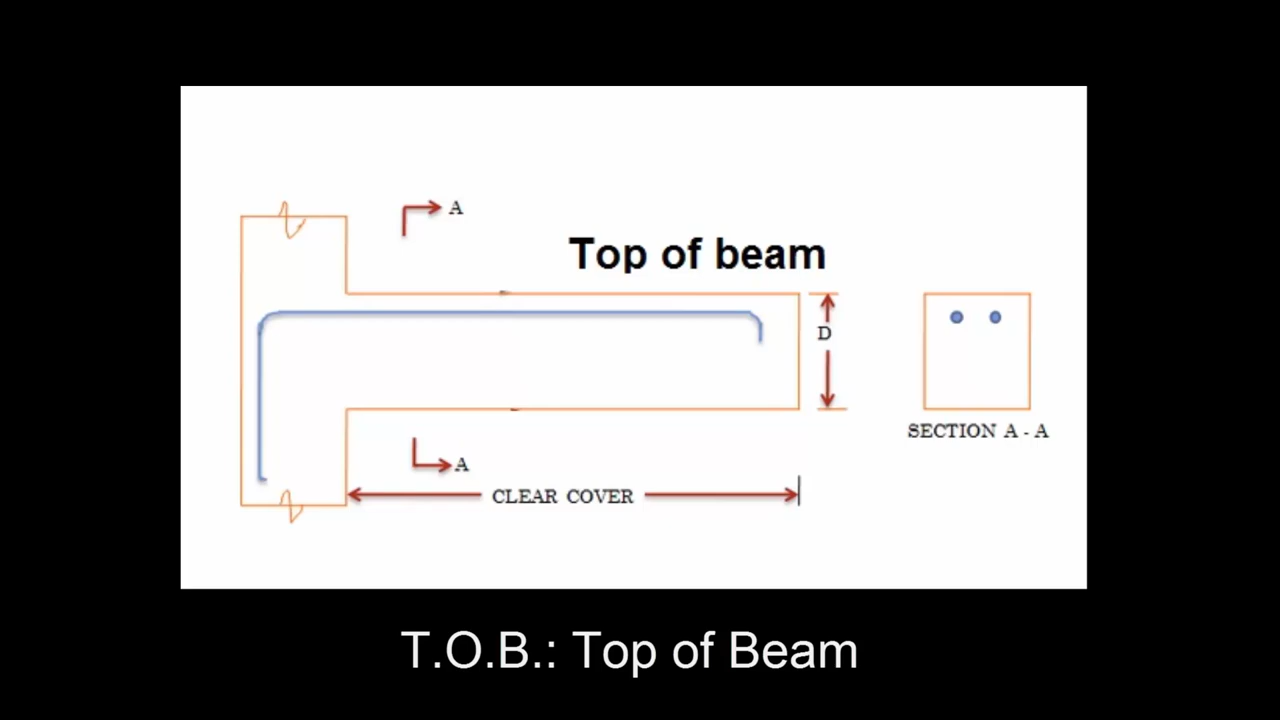 A
Top of beam
D
SECTION A - A
A
CLEAR COVER
T.O.B.: Top of Beam